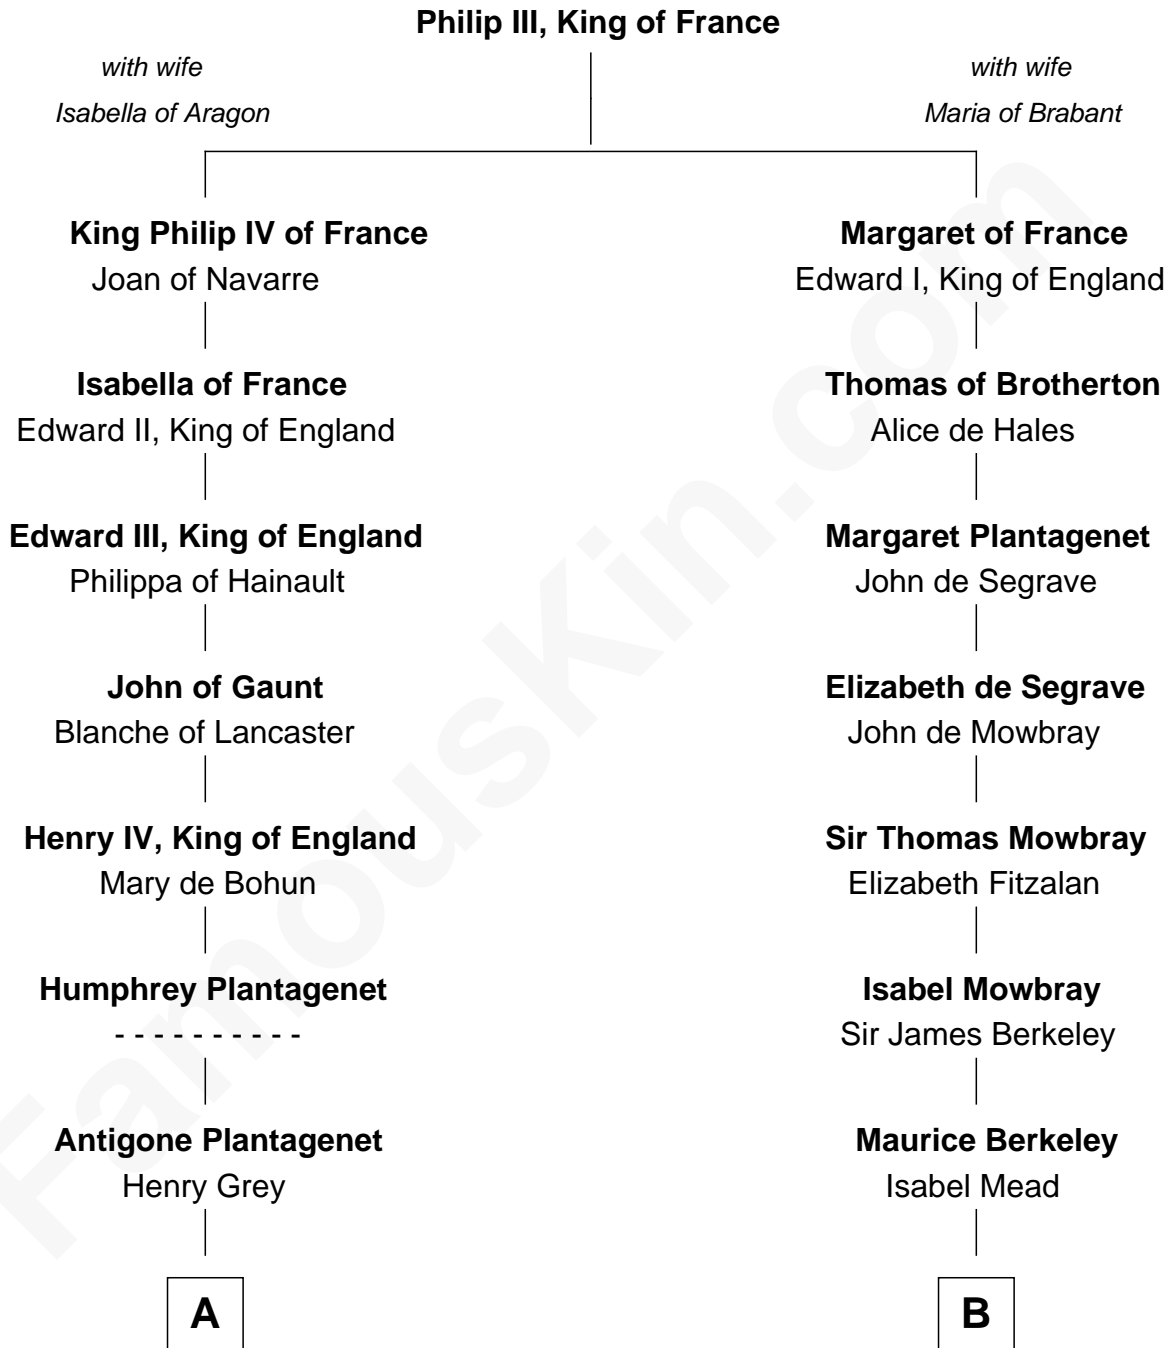 Philip III, King of France
with wife
Isabella of Aragon
with wife
Maria of Brabant
King Philip IV of France
Joan of Navarre
Margaret of France
Edward I, King of England
Isabella of France
Edward II, King of England
Thomas of Brotherton
Alice de Hales
Edward III, King of England
Philippa of Hainault
Margaret Plantagenet
John de Segrave
John of Gaunt
Blanche of Lancaster
Elizabeth de Segrave
John de Mowbray
Henry IV, King of England
Mary de Bohun
Sir Thomas Mowbray
Elizabeth Fitzalan
Humphrey Plantagenet
- - - - - - - - - -
Isabel Mowbray
Sir James Berkeley
Antigone Plantagenet
Henry Grey
Maurice Berkeley
Isabel Mead
A
B
FamousKin.com